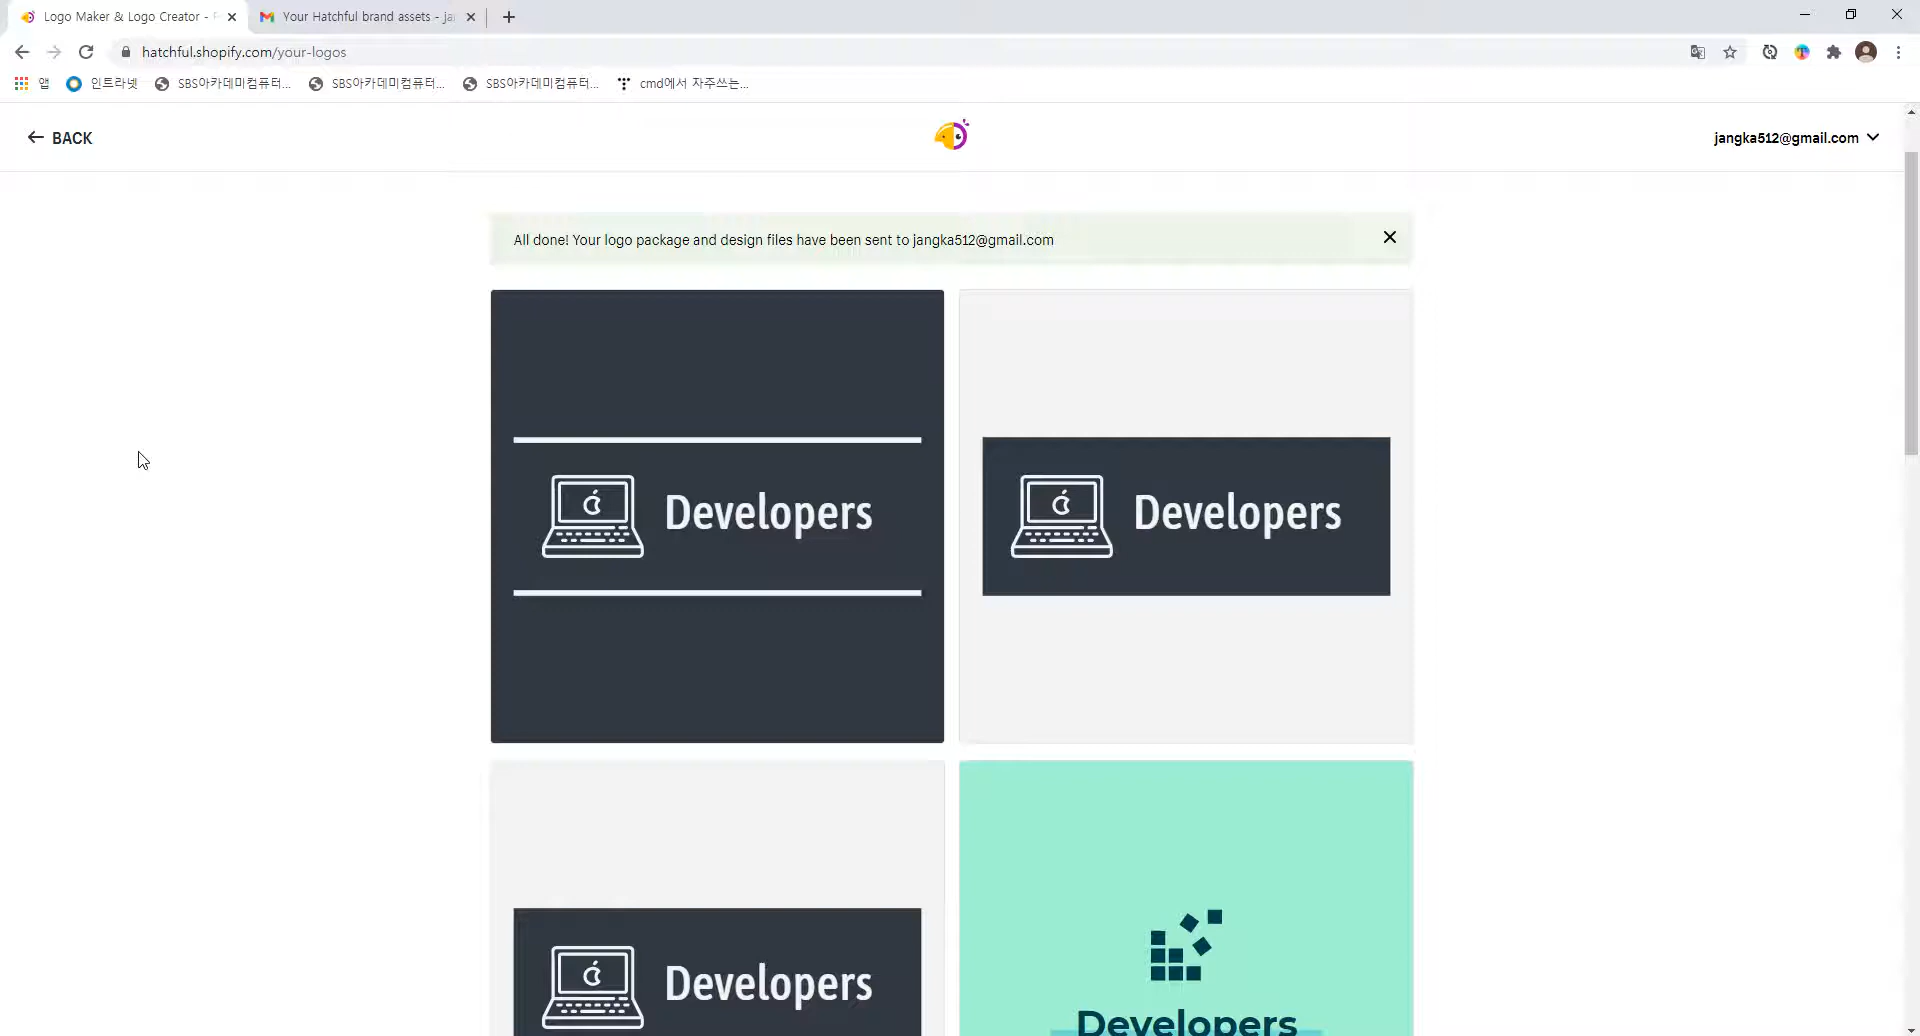 Logo Maker & Logo Creator -
Your Hatchful brand assets - ja
hatchful.shopify.com/your-logos
앱
인트라넷
SBS아카데미컴퓨터...
SBS아카데미컴퓨터...
SBS아카데미컴퓨터...
cmd에서 자주쓰는...
BACK
jangka512@gmail.com
All done! Your logo package and design files have been sent to jangka512@gmail.com
Developers
Developers
Developers
Developers